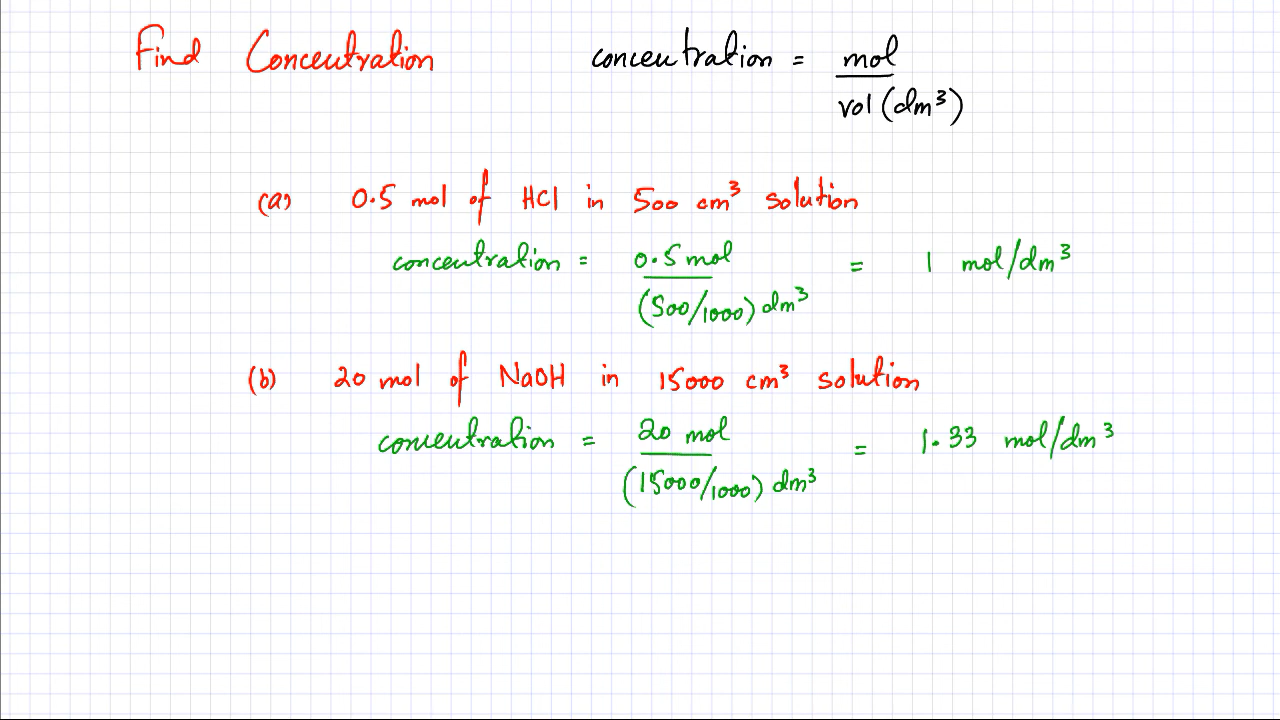 Find Concentration concentration = mol
vol (dm³)
(a) 0.5 mol of HCl in 500 cm³ solution
concentration = 0.5 mol = 1 mol/dm³
(500/1000) dm³
(b) 20 mol of NaOH in 15000 cm³ solution
concentration = 20 mol = 1.33 mol/dm³
(15000/1000) dm³